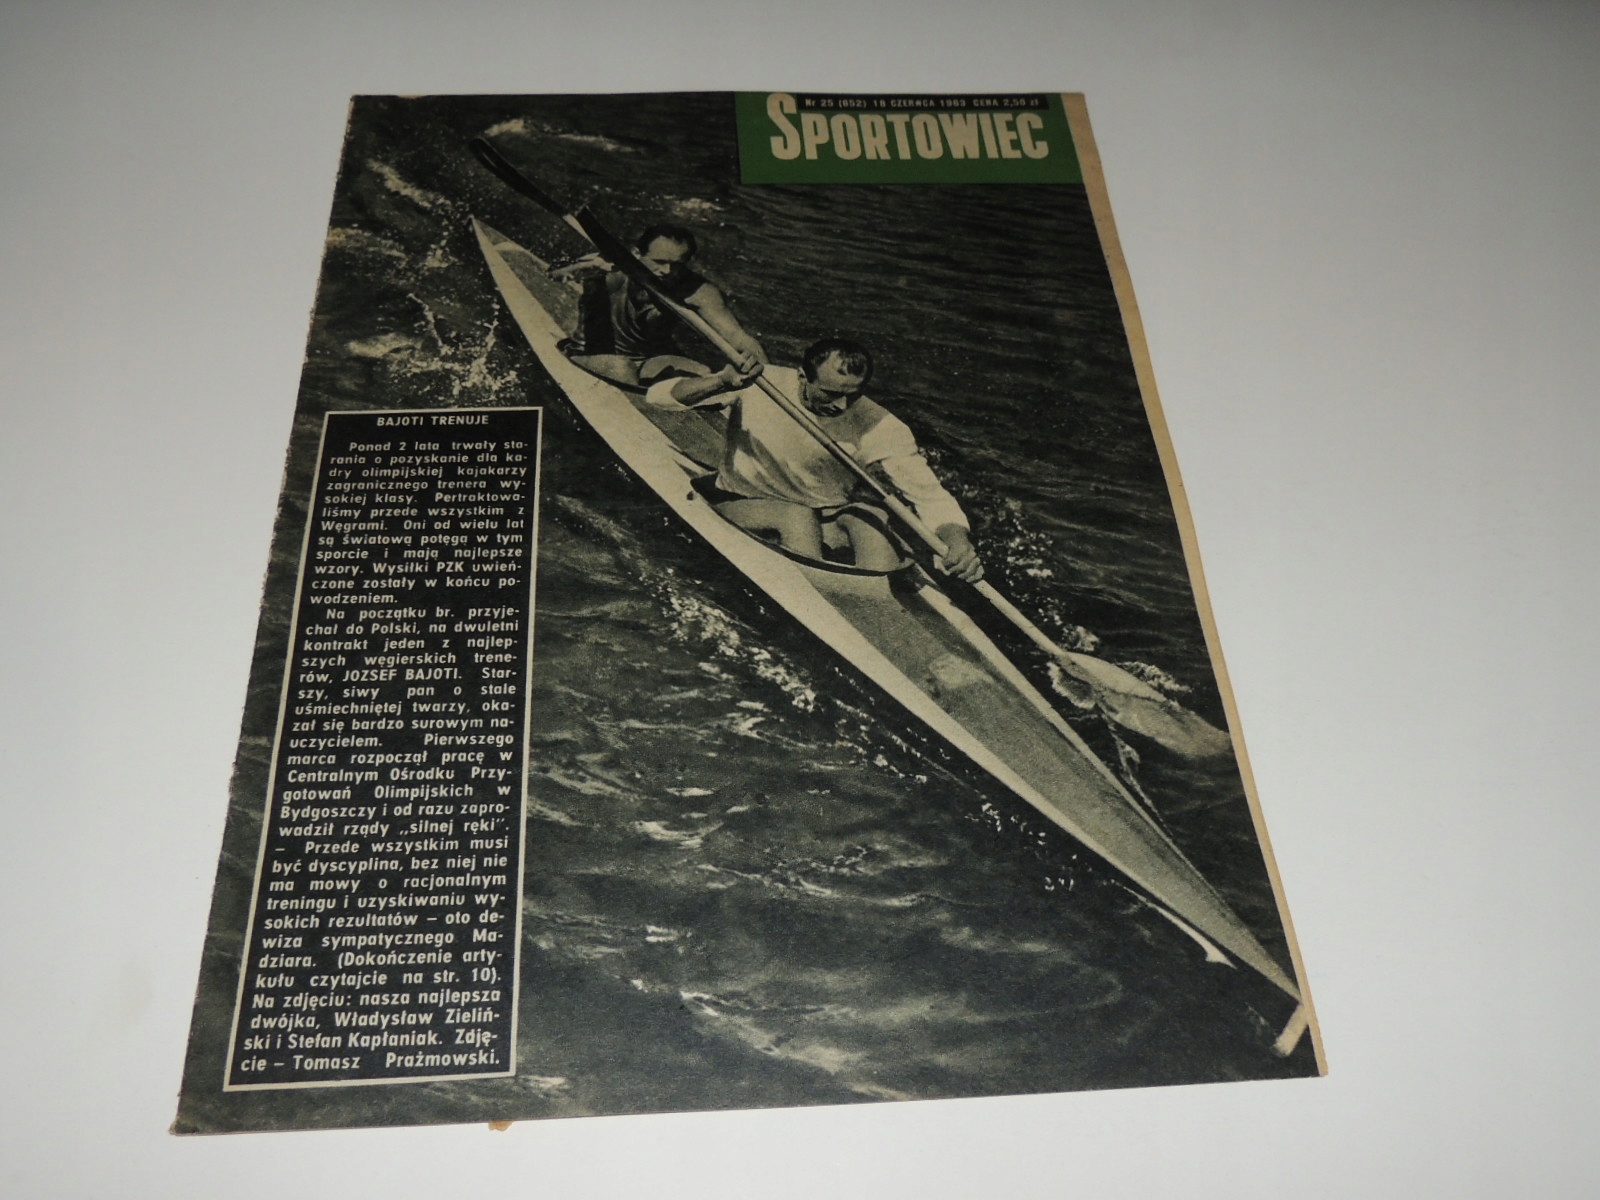 Nr 25 (652) 18 CZERWCA 1963 CENA 2,50 zł
SPORTOWIEC
BAJOTI TRENUJE
Ponad 2 lata trwały sta-
rania o pozyskanie dla ka-
dry olimpijskiej kajakarzy
zagranicznego trenera wy-
sokiej klasy. Pertraktowa-
liśmy przede wszystkim z
Węgrami. Oni od wielu lat
są światową potęgą w tym
sporcie i mają najlepsze
wzory. Wysiłki PZK uwień-
czone zostały w końcu po-
wodzeniem.
Na początku br. przyje-
chał do Polski, na dwuletni
kontrakt jeden z najlep-
szych węgierskich trene-
rów, JOZSEF BAJOTI. Star-
szy, siwy pan o stale
uśmiechniętej twarzy, oka-
zał się bardzo surowym na-
uczycielem. Pierwszego
marca rozpoczął pracę w
Centralnym Ośrodku Przy-
gotowań Olimpijskich w
Bydgoszczy i od razu zapro-
wadził rządy „silnej ręki".
– Przede wszystkim musi
być dyscyplina, bez niej nie
ma mowy o racjonalnym
treningu i uzyskiwaniu wy-
sokich rezultatów – oto de-
wiza sympatycznego Ma-
dziara. (Dokończenie arty-
kułu czytajcie na str. 10).
Na zdjęciu: nasza najlepsza
dwójka, Władysław Zieliń-
ski i Stefan Kapłaniak. Zdję-
cie – Tomasz Prażmowski.